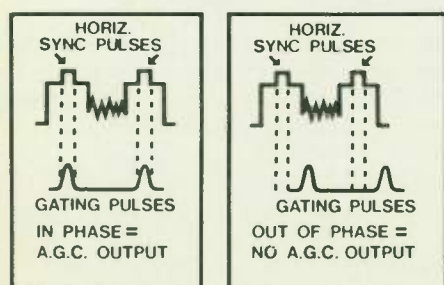 HORIZ.
SYNC PULSES
GATING PULSES
IN PHASE =
A.G.C. OUTPUT
HORIZ.
SYNC PULSES
GATING PULSES
OUT OF PHASE =
NO A.G.C. OUTPUT